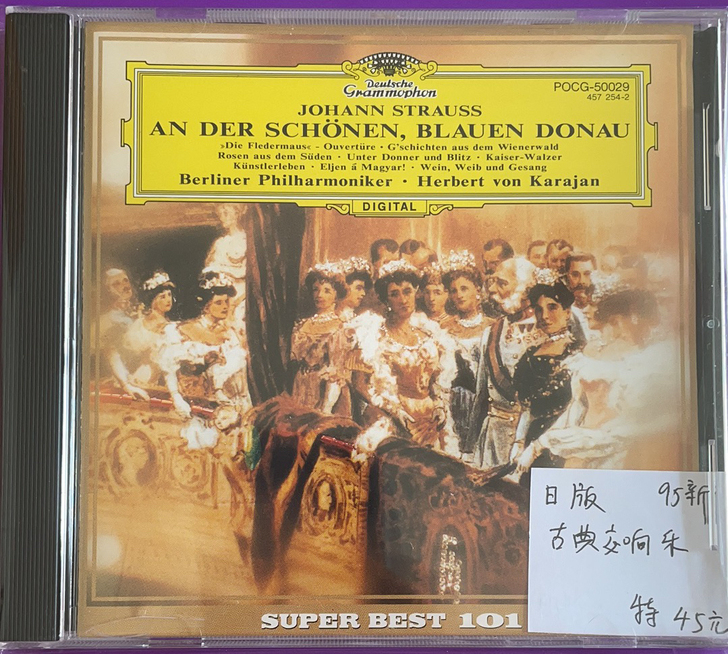 Deutsche
Grammophon
POCG-50029
457 254-2
JOHANN STRAUSS
AN DER SCHÖNEN, BLAUEN DONAU
»Die Fledermaus« - Ouvertüre · G'schichten aus dem Wienerwald
Rosen aus dem Süden · Unter Donner und Blitz · Kaiser-Walzer
Künstlerleben · Eljen á Magyar! · Wein, Weib und Gesang
Berliner Philharmoniker · Herbert von Karajan
DIGITAL
日版 95新
古典交响乐
特 45元
SUPER BEST 101